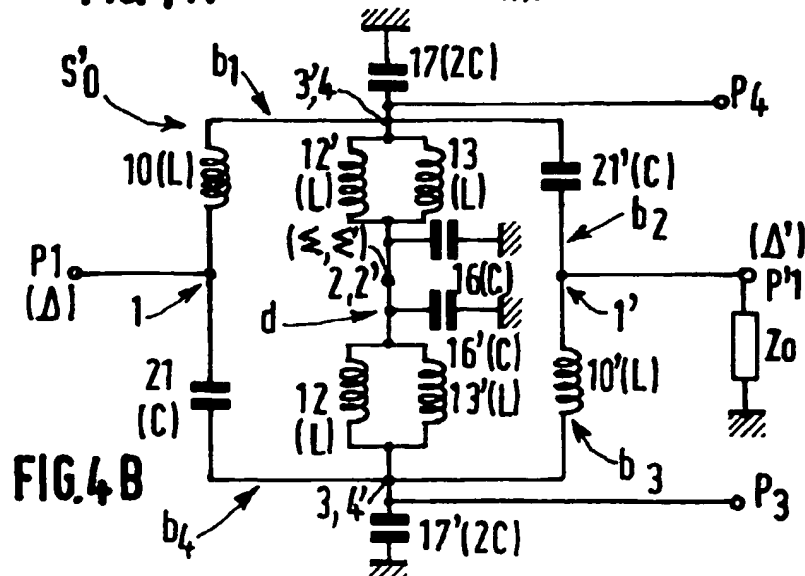 17(2C)
S'0
b1
3',4
P4
10(L)
12'
(L)
13
(L)
21'(C)
b2
(Σ, Σ')
2,2'
16(C)
P1
(Δ)
1
(Δ')
P'1
1'
d
16'(C)
Z0
21
(C)
12
(L)
13'(L)
10'(L)
FIG.4B
b4
3,4'
b3
P3
17'(2C)